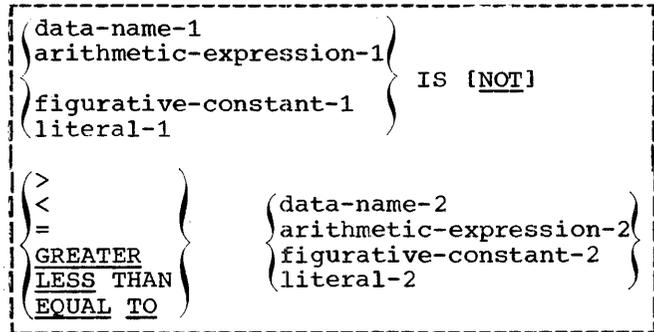 data-name-1
arithmetic-expression-1
IS [NOT]
figurative-constant-1
literal-1
>
<
=
GREATER
LESS THAN
EQUAL TO
data-name-2
arithmetic-expression-2
figurative-constant-2
literal-2